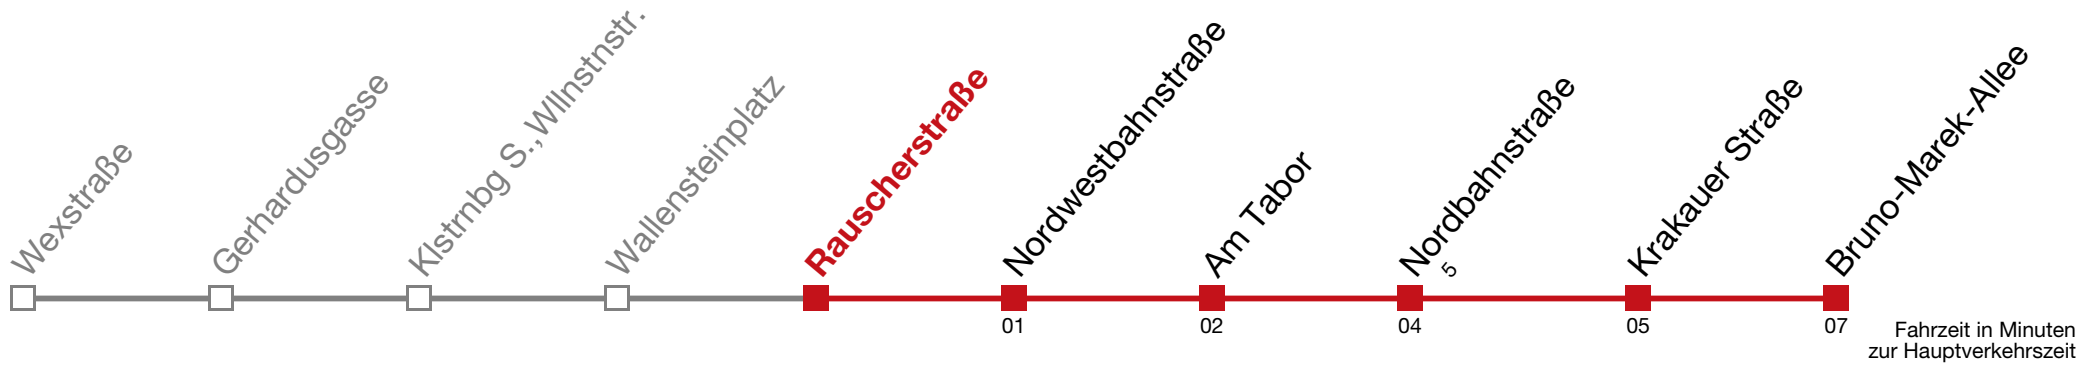 Wexstraße
Gerhardusgasse
Klstrnbg S., Wllnstnstr.
Wallensteinplatz
Rauscherstraße
Nordwestbahnstraße
Am Tabor
Nordbahnstraße
5
Krakauer Straße
Bruno-Marek-Allee
01
02
04
05
07
Fahrzeit in Minuten
zur Hauptverkehrszeit